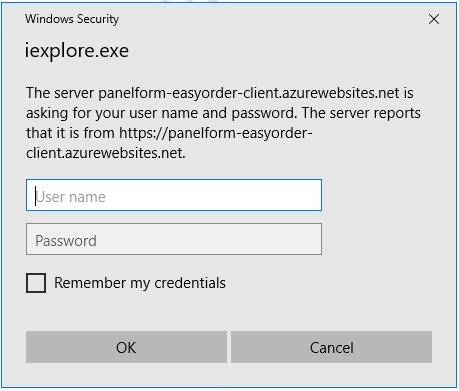 Windows Security
iexplore.exe
The server panelform-easyorder-client.azurewebsites.net is
asking for your user name and password. The server reports
that it is from https://panelform-easyorder-
client.azurewebsites.net.
User name
Password
Remember my credentials
OK
Cancel